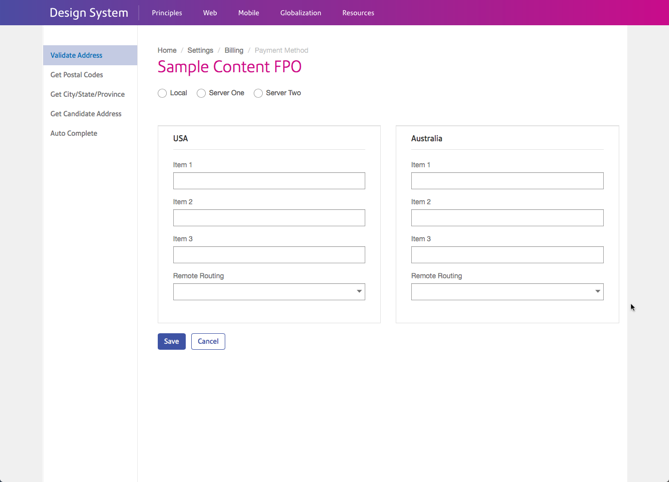 Design System
Principles Web Mobile Globalization Resources
Validate Address
Get Postal Codes
Get City/State/Province
Get Candidate Address
Auto Complete
Home / Settings / Billing / Payment Method
Sample Content FPO
Local Server One Server Two
USA
Item 1
Item 2
Item 3
Remote Routing
Australia
Item 1
Item 2
Item 3
Remote Routing
Save Cancel